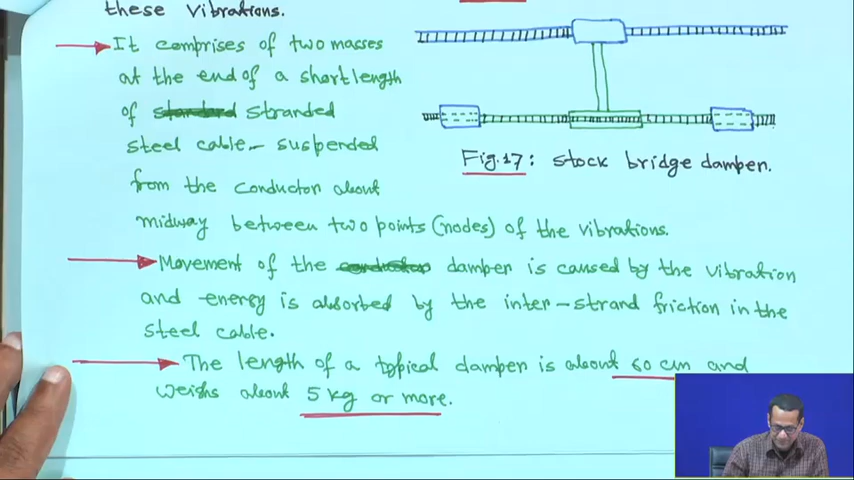 these vibrations.
It comprises of two masses
at the end of a short length
of stranded
steel cable - suspended
from the conductor about
midway between two points (nodes) of the vibrations.
Fig.17: stock bridge damper.
Movement of the damper is caused by the vibration
and energy is absorbed by the inter-strand friction in the
steel cable.
The length of a typical damper is about 60 cm and
weighs about 5 kg or more.